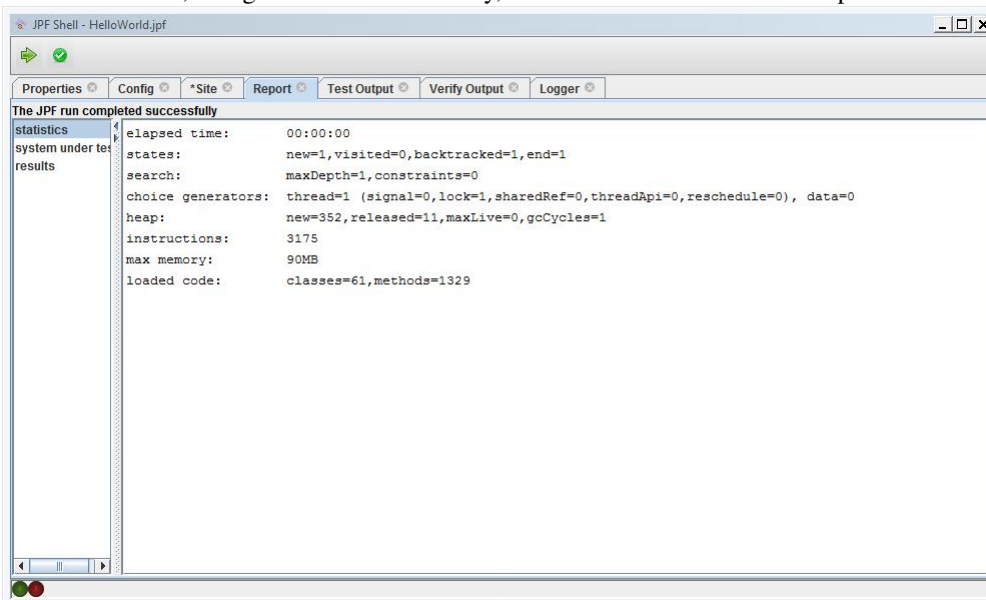 JPF Shell - HelloWorld.jpf
Properties Config *Site Report Test Output Verify Output Logger
The JPF run completed successfully
statistics
system under tes
results
elapsed time: 00:00:00
states: new=1,visited=0,backtracked=1,end=1
search: maxDepth=1,constraints=0
choice generators: thread=1 (signal=0,lock=1,sharedRef=0,threadApi=0,reschedule=0), data=0
heap: new=352,released=11,maxLive=0,gcCycles=1
instructions: 3175
max memory: 90MB
loaded code: classes=61,methods=1329